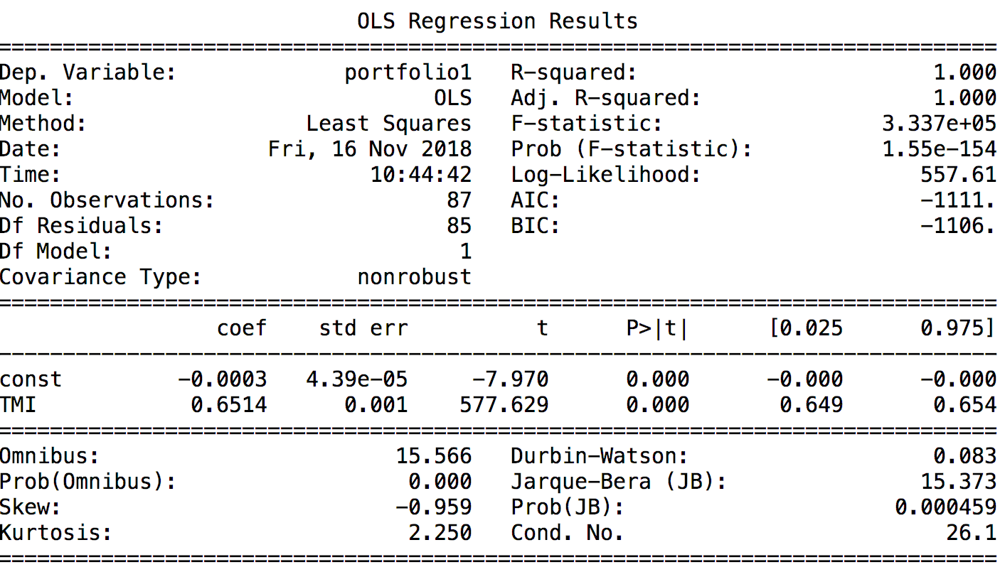 OLS Regression Results
==============================================================================
Dep. Variable: portfolio1 R-squared: 1.000
Model: OLS Adj. R-squared: 1.000
Method: Least Squares F-statistic: 3.337e+05
Date: Fri, 16 Nov 2018 Prob (F-statistic): 1.55e-154
Time: 10:44:42 Log-Likelihood: 557.61
No. Observations: 87 AIC: -1111.
Df Residuals: 85 BIC: -1106.
Df Model: 1
Covariance Type: nonrobust
==============================================================================
coef std err t P>|t| [0.025 0.975]
------------------------------------------------------------------------------
const -0.0003 4.39e-05 -7.970 0.000 -0.000 -0.000
TMI 0.6514 0.001 577.629 0.000 0.649 0.654
==============================================================================
Omnibus: 15.566 Durbin-Watson: 0.083
Prob(Omnibus): 0.000 Jarque-Bera (JB): 15.373
Skew: -0.959 Prob(JB): 0.000459
Kurtosis: 2.250 Cond. No. 26.1
==============================================================================